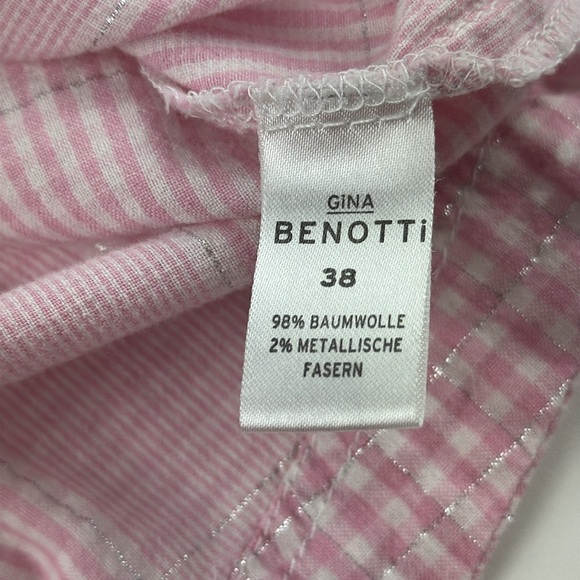 GiNA
BENOTTi
38
98% BAUMWOLLE
2% METALLISCHE
FASERN